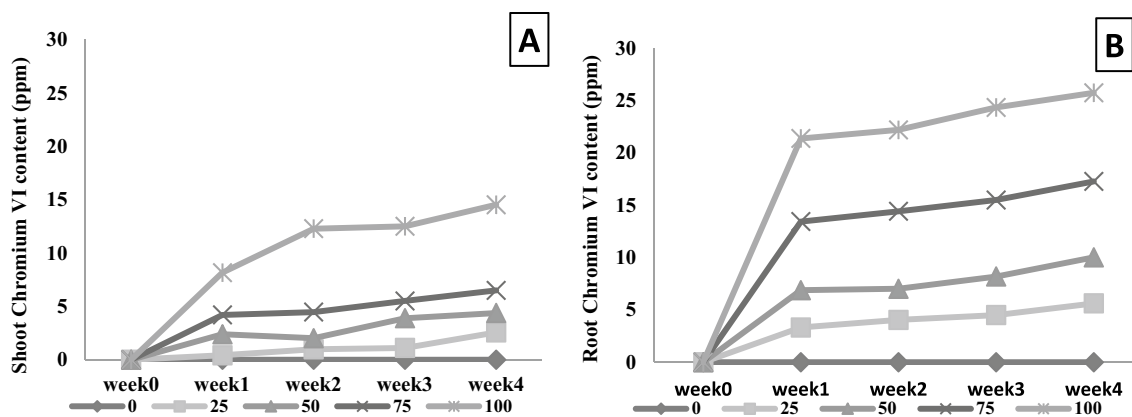 A
Shoot Chromium VI content (ppm)
30
25
20
15
10
5
0
week0 week1 week2 week3 week4
0 25 50 75 100
B
Root Chromium VI content (ppm)
30
25
20
15
10
5
0
week0 week1 week2 week3 week4
0 25 50 75 100